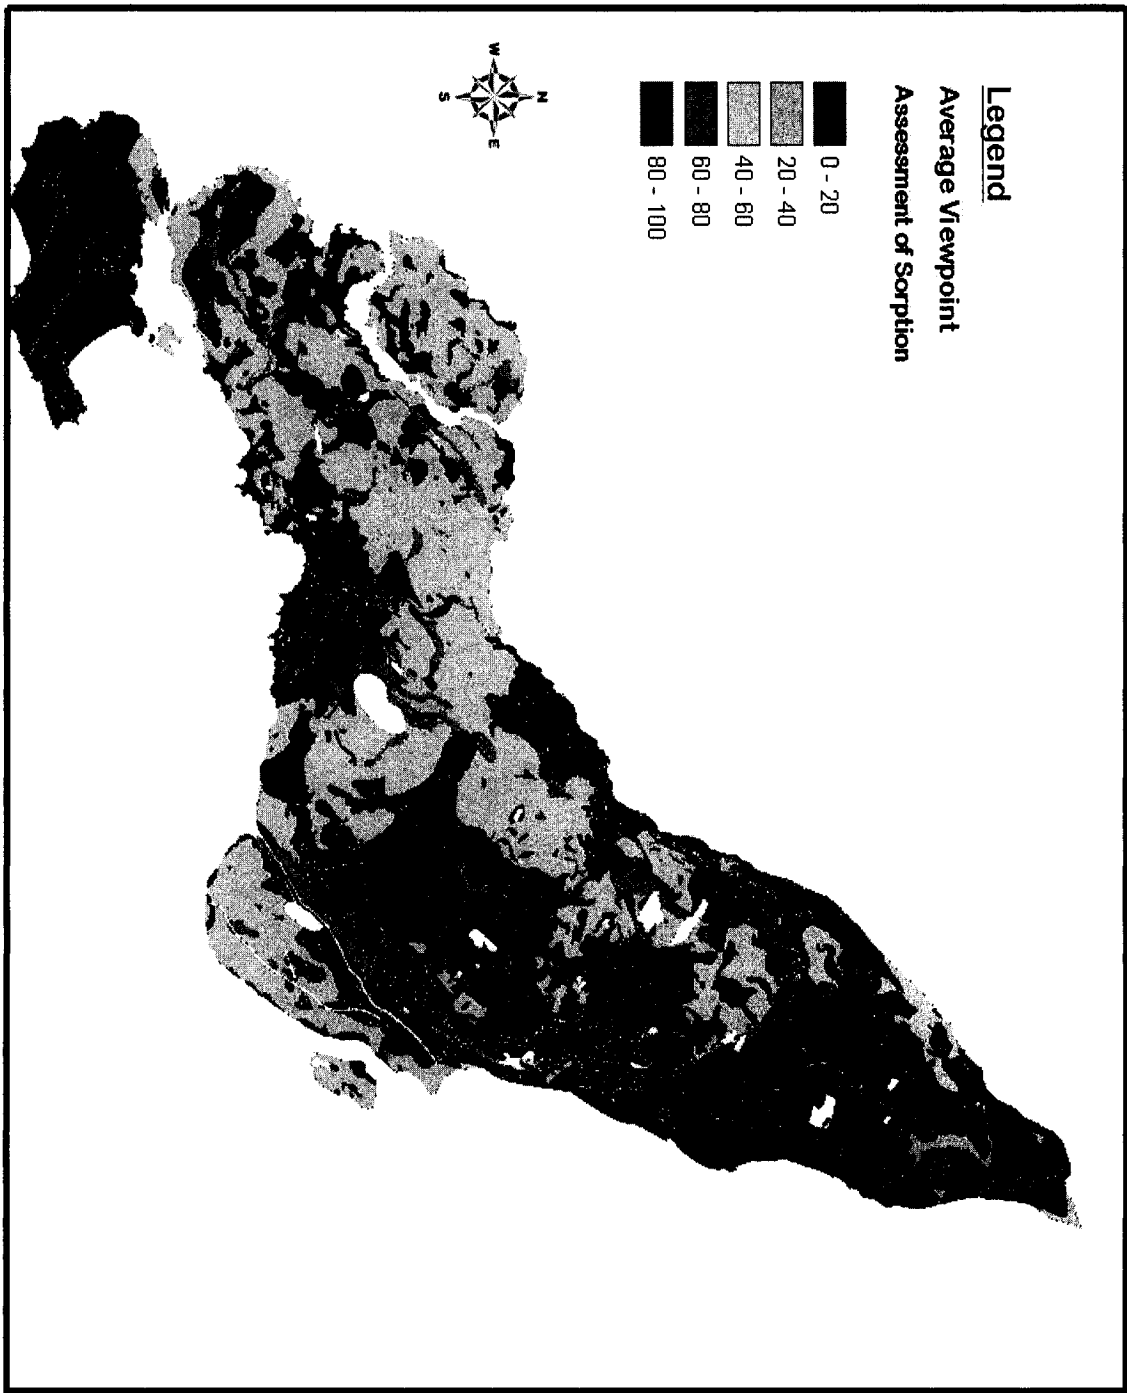 Legend
Average Viewpoint
Assessment of Sorption
0 - 20
20 - 40
40 - 60
60 - 80
80 - 100
N
W
E
S